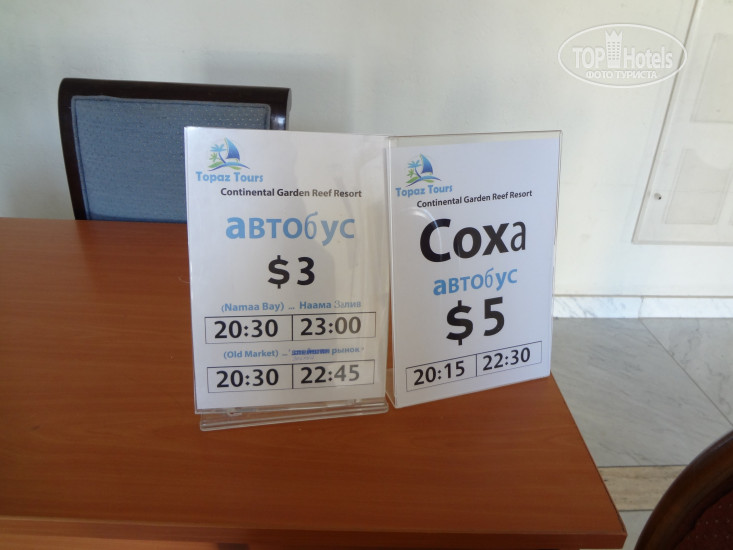 TOP Hotels
ФОТО ТУРИСТА
Topaz Tours
Continental Garden Reef Resort
автобус
$3
(Namaa Bay) ... Наама Залив
20:30 23:00
(Old Market) ... рынок
20:30 22:45
Topaz Tours
Continental Garden Reef Resort
Соха
автобус
$5
20:15 22:30